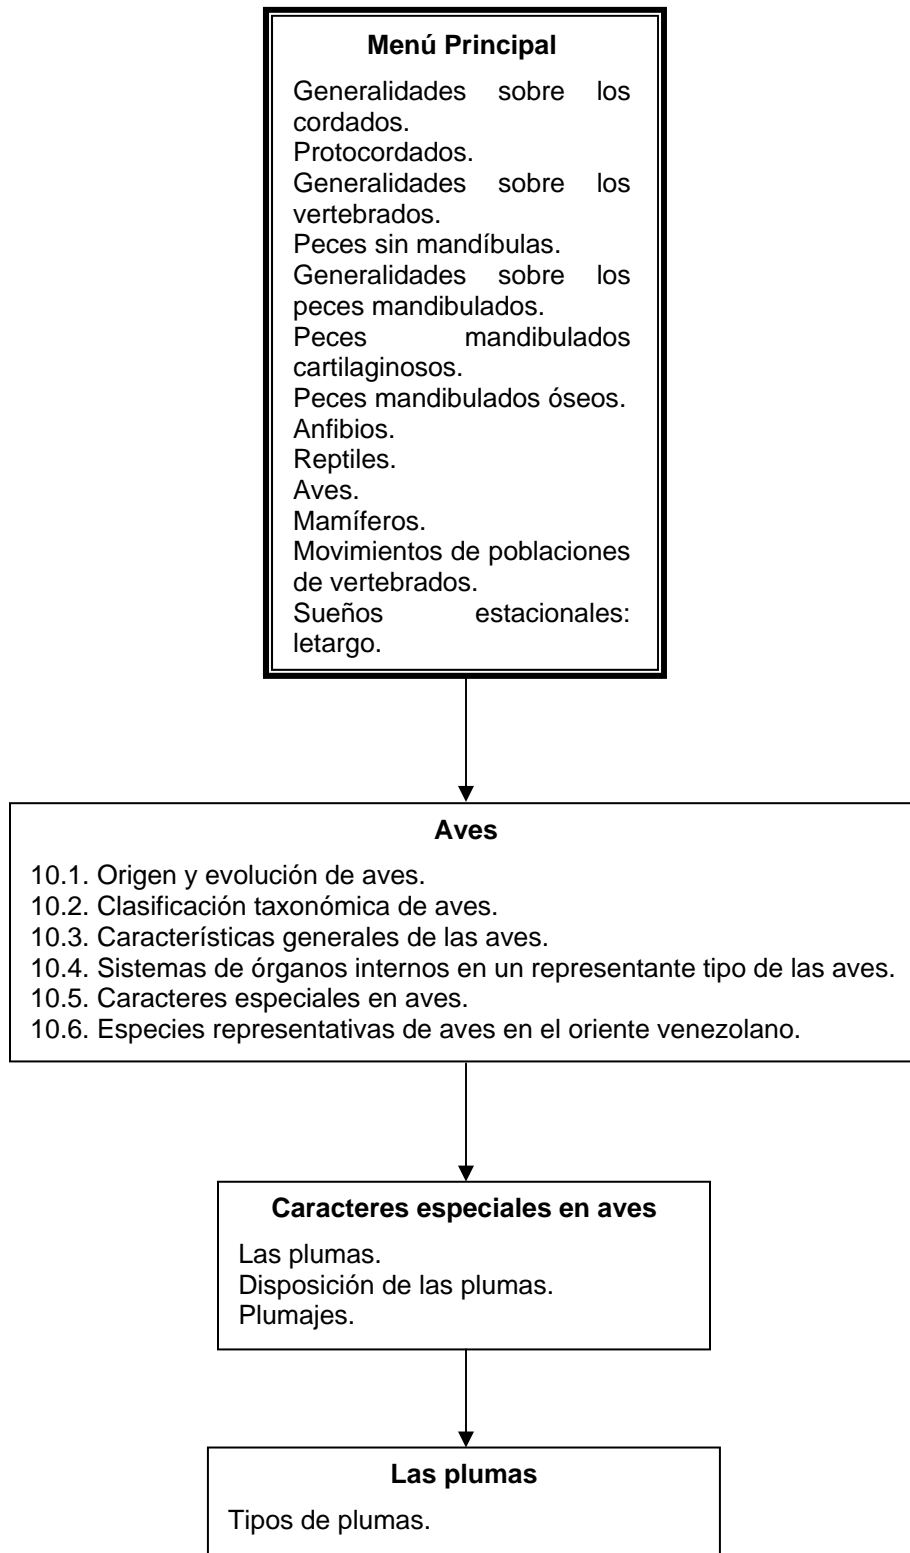 Menú Principal
Generalidades sobre los
cordados.
Protocordados.
Generalidades sobre los
vertebrados.
Peces sin mandíbulas.
Generalidades sobre los
peces mandibulados.
Peces mandibulados
cartilaginosos.
Peces mandibulados óseos.
Anfibios.
Reptiles.
Aves.
Mamíferos.
Movimientos de poblaciones
de vertebrados.
Sueños estacionales:
letargo.
Aves
10.1. Origen y evolución de aves.
10.2. Clasificación taxonómica de aves.
10.3. Características generales de las aves.
10.4. Sistemas de órganos internos en un representante tipo de las aves.
10.5. Caracteres especiales en aves.
10.6. Especies representativas de aves en el oriente venezolano.
Caracteres especiales en aves
Las plumas.
Disposición de las plumas.
Plumajes.
Las plumas
Tipos de plumas.